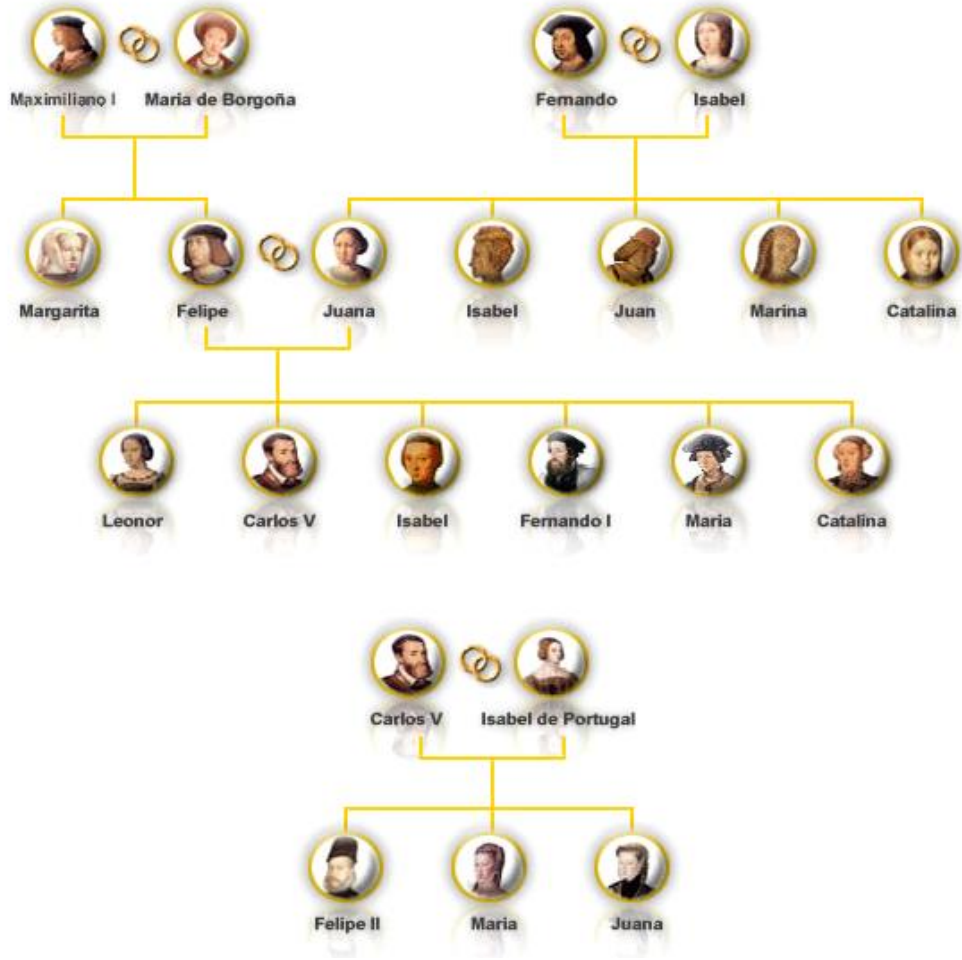 Maximiliano I
Maria de Borgoña
Fernando
Isabel
Margarita
Felipe
Juana
Isabel
Juan
Marina
Catalina
Leonor
Carlos V
Isabel
Fernando I
Maria
Catalina
Carlos V
Isabel de Portugal
Felipe II
Maria
Juana